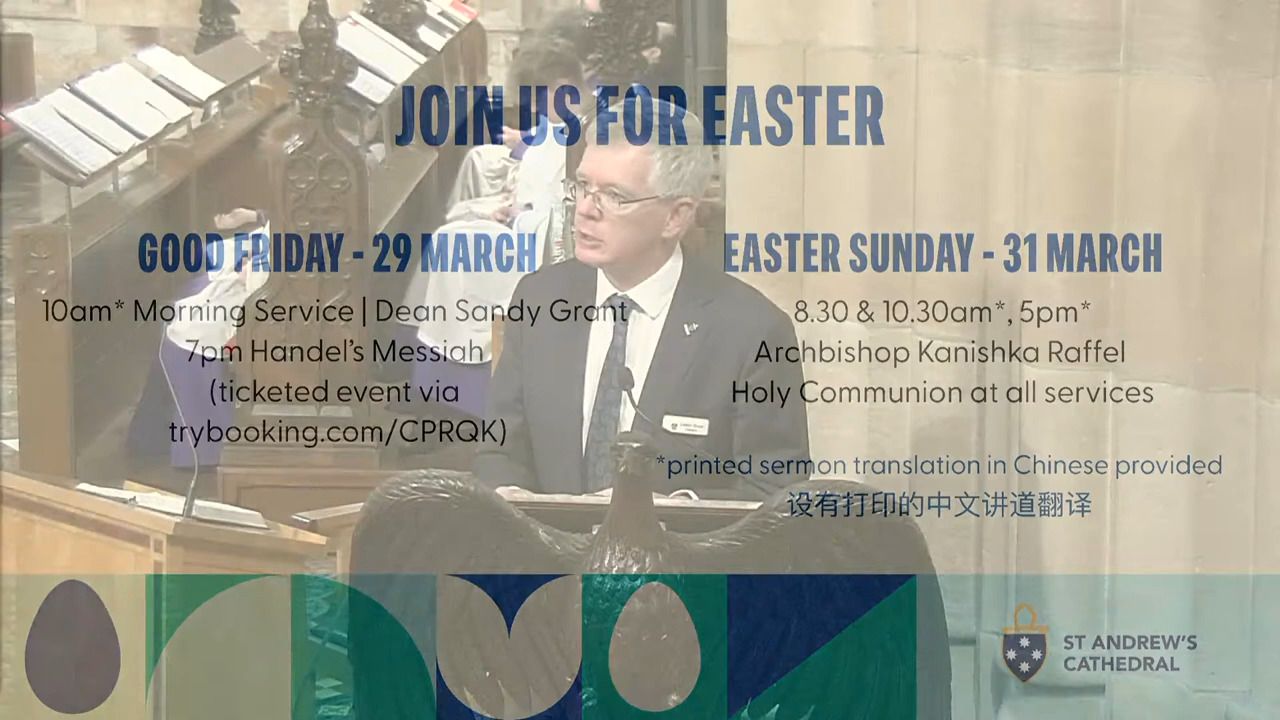 JOIN US FOR EASTER
GOOD FRIDAY - 29 MARCH
10am* Morning Service | Dean Sandy Grant
7pm Handel's Messiah
(ticketed event via
trybooking.com/CPRQK)
EASTER SUNDAY - 31 MARCH
8.30 & 10.30am*, 5pm*
Archbishop Kanishka Raffel
Holy Communion at all services
*printed sermon translation in Chinese provided
设有打印的中文讲道翻译
ST ANDREW'S
CATHEDRAL